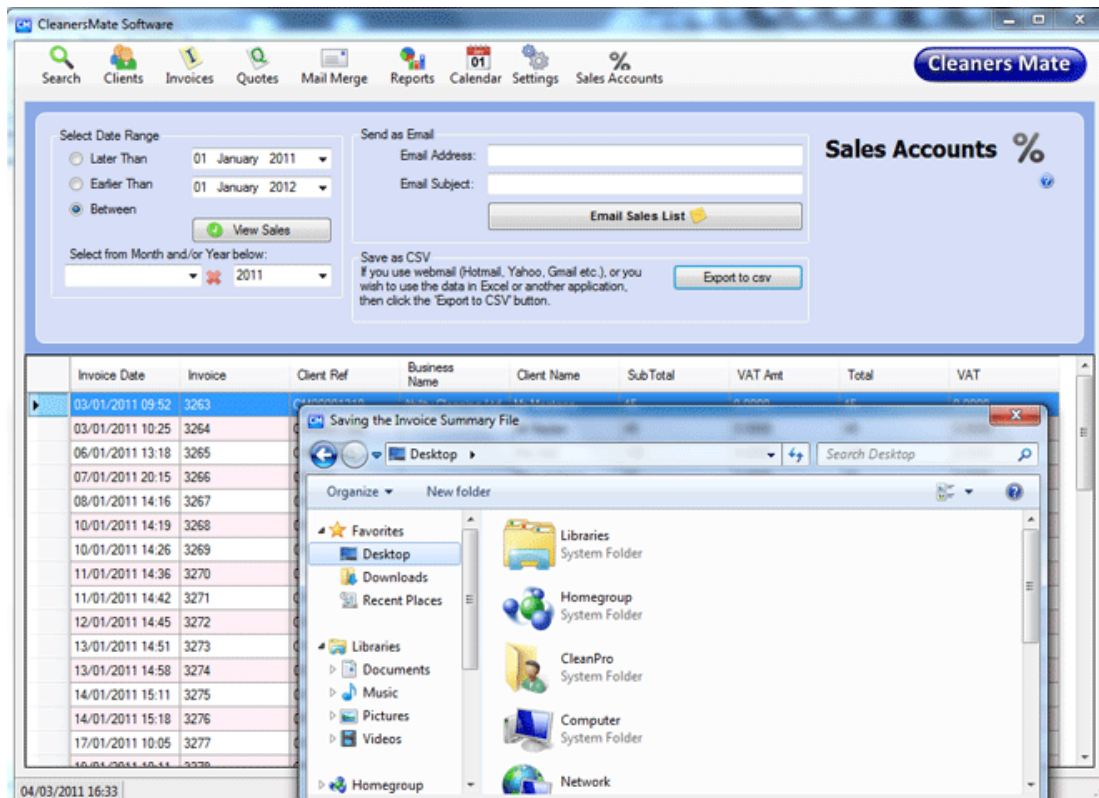 CleanersMate Software
Search Clients Invoices Quotes Mail Merge Reports Calendar Settings Sales Accounts
Cleaners Mate
Select Date Range
Later Than 01 January 2011
Earlier Than 01 January 2012
Between
View Sales
Select from Month and/or Year below:
2011
Send as Email
Email Address:
Email Subject:
Email Sales List
Save as CSV
If you use webmail (Hotmail, Yahoo, Gmail etc.), or you
wish to use the data in Excel or another application,
then click the 'Export to CSV' button.
Export to csv
Sales Accounts %
Invoice Date Invoice Client Ref Business Name Client Name SubTotal VAT Amt Total VAT
03/01/2011 09:52 3263
03/01/2011 10:25 3264
06/01/2011 13:18 3265
07/01/2011 20:15 3266
08/01/2011 14:16 3267
10/01/2011 14:19 3268
10/01/2011 14:26 3269
11/01/2011 14:36 3270
11/01/2011 14:42 3271
12/01/2011 14:45 3272
13/01/2011 14:51 3273
13/01/2011 14:58 3274
14/01/2011 15:11 3275
14/01/2011 15:18 3276
17/01/2011 10:05 3277
Saving the Invoice Summary File
Desktop
Search Desktop
Organize New folder
Favorites
Desktop
Downloads
Recent Places
Libraries
Documents
Music
Pictures
Videos
Homegroup
Libraries
System Folder
Homegroup
System Folder
CleanPro
System Folder
Computer
System Folder
Network
04/03/2011 16:33